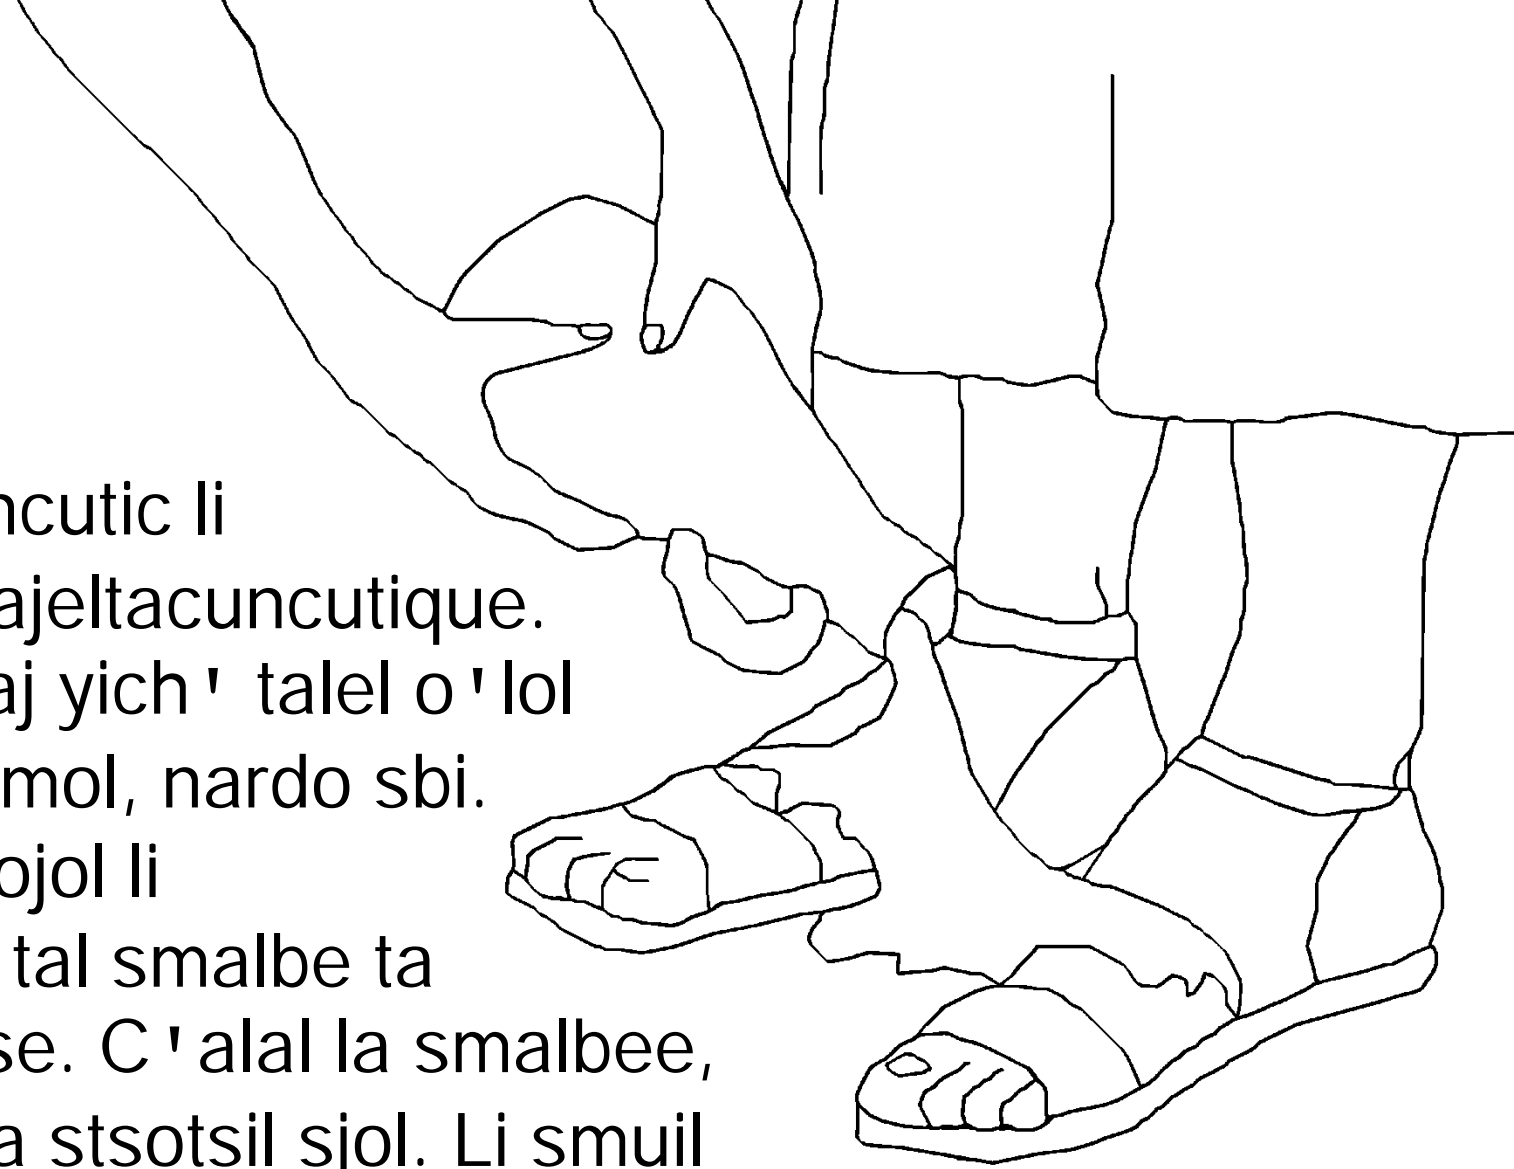 ncutic li
ajeltacuncutique.
aj yich' talel o'lol
mol, nardo sbi.
ojol li
tal smalbe ta
se. C'alal la smalbee,
a stsotsil sjol. Li smuil